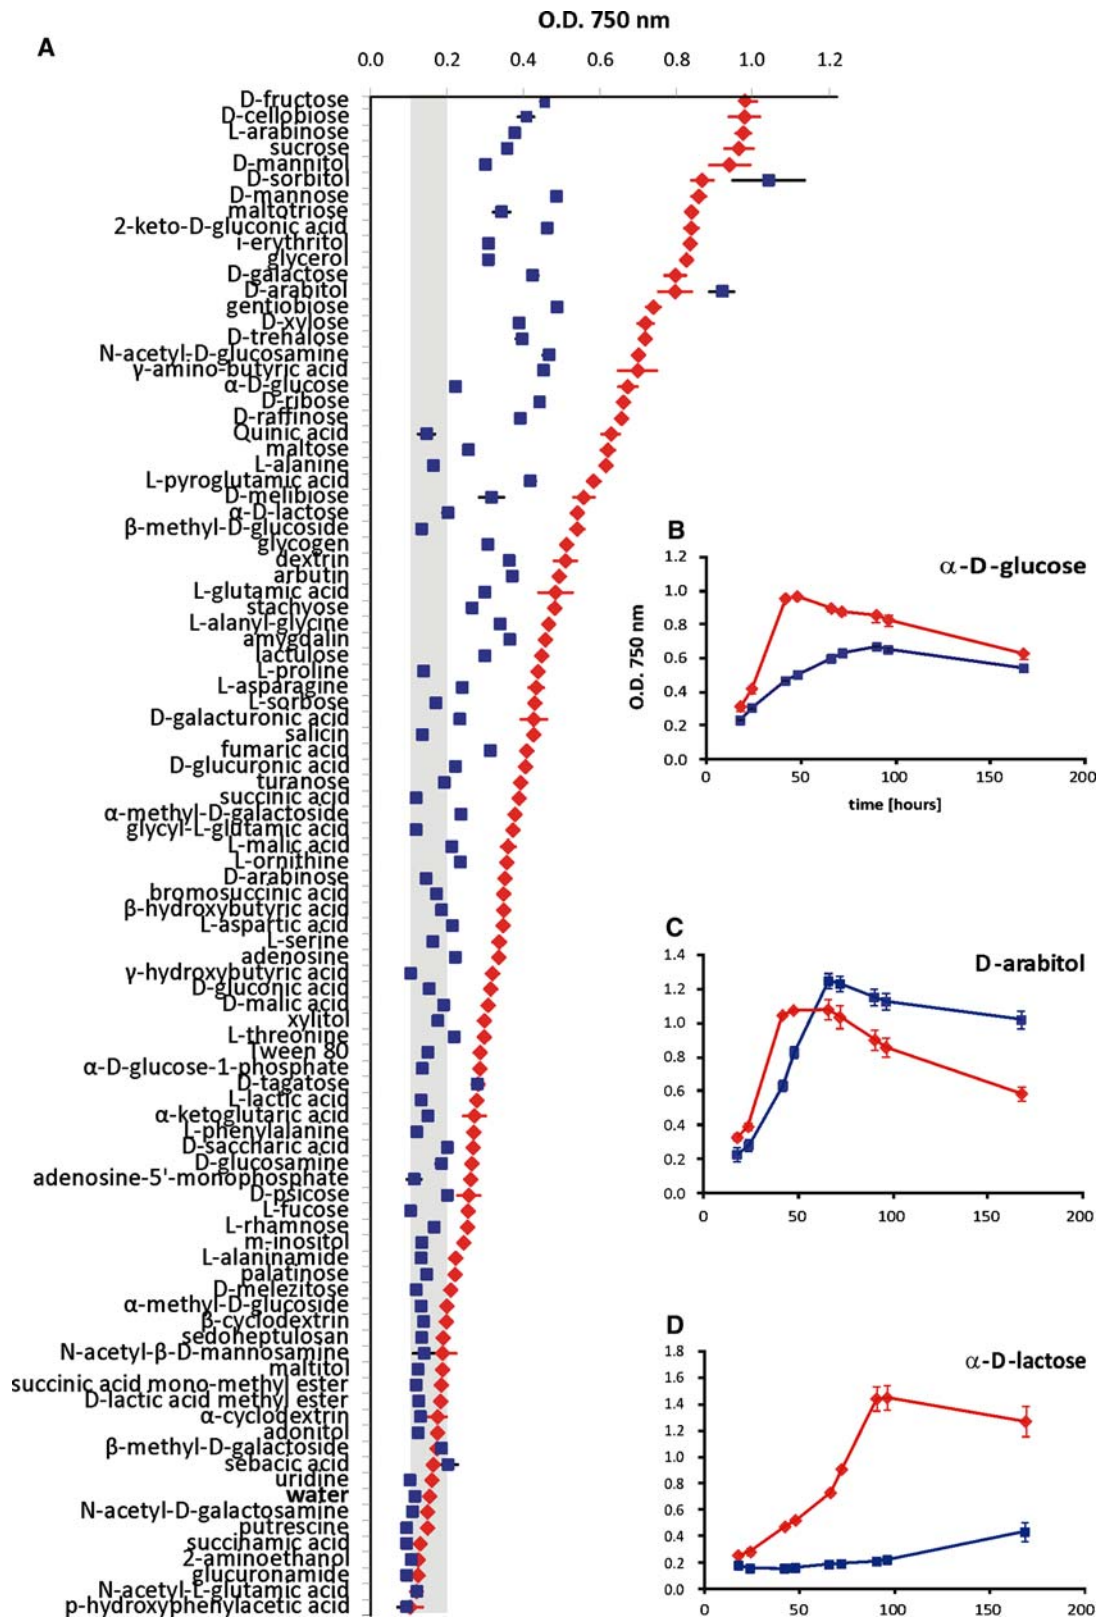 A
O.D. 750 nm
0.0 0.2 0.4 0.6 0.8 1.0 1.2
D-fructose
D-cellobiose
L-arabinose
sucrose
D-mannitol
D-sorbitol
D-mannose
maltotriose
2-keto-D-gluconic acid
i-erythritol
glycerol
D-galactose
D-arabitol
gentiobiose
D-xylose
D-trehalose
N-acetyl-D-glucosamine
γ-amino-butyric acid
α-D-glucose
D-ribose
D-raffinose
Quinic acid
maltose
L-alanine
L-pyroglutamic acid
D-melibiose
α-D-lactose
β-methyl-D-glucoside
glycogen
dextrin
arbutin
L-glutamic acid
stachyose
L-alanyl-glycine
amygdalin
lactulose
L-proline
L-asparagine
L-sorbose
D-galacturonic acid
salicin
fumaric acid
D-glucuronic acid
turanose
succinic acid
α-methyl-D-galactoside
glycyl-L-glutamic acid
L-malic acid
L-ornithine
D-arabinose
bromosuccinic acid
β-hydroxybutyric acid
L-aspartic acid
L-serine
adenosine
γ-hydroxybutyric acid
D-gluconic acid
D-malic acid
xylitol
L-threonine
Tween 80
α-D-glucose-1-phosphate
D-tagatose
L-lactic acid
α-ketoglutaric acid
L-phenylalanine
D-saccharic acid
D-glucosamine
adenosine-5'-monophosphate
D-psicose
L-fucose
L-rhamnose
m-inositol
L-alaninamide
palatinose
D-melezitose
α-methyl-D-glucoside
β-cyclodextrin
sedoheptulosan
N-acetyl-β-D-mannosamine
maltitol
succinic acid mono-methyl ester
D-lactic acid methyl ester
α-cyclodextrin
adonitol
β-methyl-D-galactoside
sebacic acid
uridine
water
N-acetyl-D-galactosamine
putrescine
succinamic acid
2-aminoethanol
glucuronamide
N-acetyl-L-glutamic acid
p-hydroxyphenylacetic acid
B
α-D-glucose
O.D. 750 nm
1.2
1.0
0.8
0.6
0.4
0.2
0.0
0 50 100 150 200
time [hours]
C
D-arabitol
1.4
1.2
1.0
0.8
0.6
0.4
0.2
0.0
0 50 100 150 200
D
α-D-lactose
1.8
1.6
1.4
1.2
1.0
0.8
0.6
0.4
0.2
0.0
0 50 100 150 200